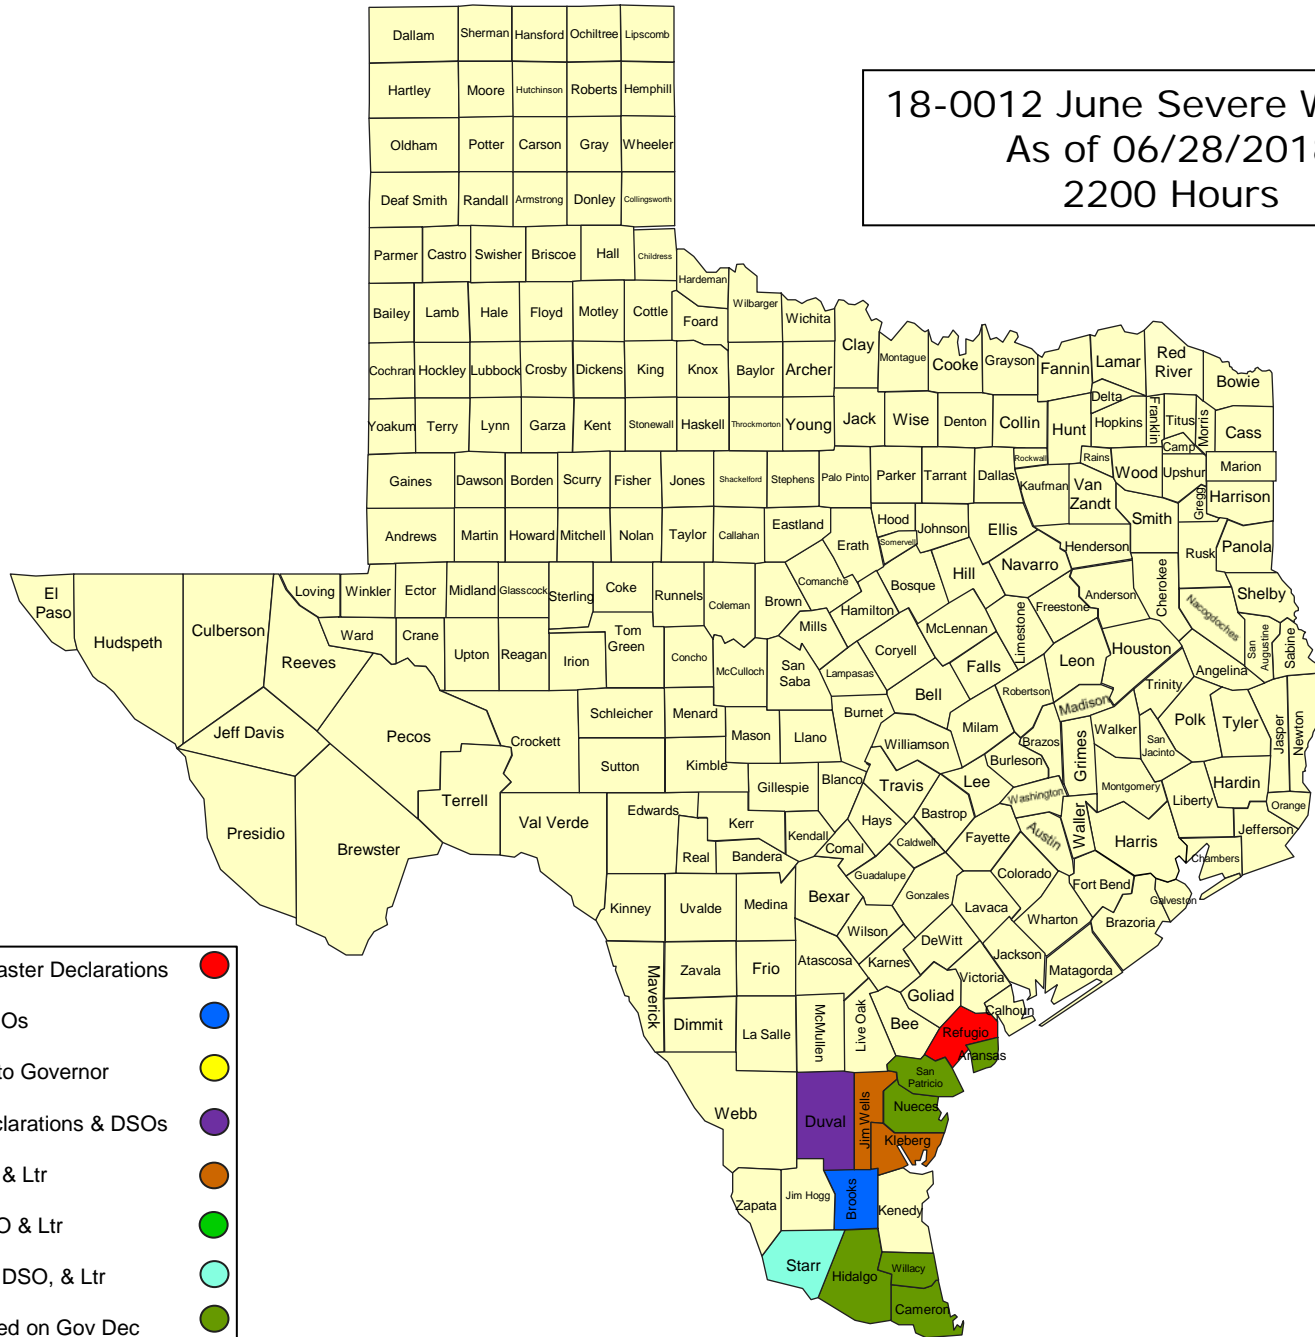 18-0012 June Severe W
As of 06/28/201
2200 Hours
Dallam Sherman Hansford Ochiltree Lipscomb
Hartley Moore Hutchinson Roberts Hemphill
Oldham Potter Carson Gray Wheeler
Deaf Smith Randall Armstrong Donley Collingsworth
Parmer Castro Swisher Briscoe Hall Childress
Hardeman
Bailey Lamb Hale Floyd Motley Cottle Foard Wilbarger Wichita
Clay Montague Cooke Grayson Fannin Lamar
Red
River
Bowie
Cochran Hockley Lubbock Crosby Dickens King Knox Baylor Archer
Delta
Yoakum Terry Lynn Garza Kent Stonewall Haskell Throckmorton Young Jack Wise Denton Collin Hunt Hopkins Franklin Titus Morris Cass
Camp
Gaines Dawson Borden Scurry Fisher Jones Shackelford Stephens Palo Pinto Parker Tarrant Dallas Rockwall Kaufman Rains
Van
Zandt
Wood Upshur Marion
Gregg Harrison
Andrews Martin Howard Mitchell Nolan Taylor Callahan Eastland Erath Hood Somervell Johnson Ellis Henderson Smith Rusk Panola
El
Paso
Hudspeth Culberson Reeves Loving Winkler Ector Midland Glasscock Sterling Coke Runnels Coleman Brown Comanche Hamilton Bosque Hill Navarro Freestone Anderson Cherokee Nacogdoches Shelby
Ward Crane Upton Reagan Irion
Tom
Green
Concho McCulloch
San
Saba
Mills Lampasas Coryell McLennan Limestone Falls Leon Houston Angelina
San
Augustine
Sabine
Jeff Davis Pecos Crockett Schleicher Menard Mason Llano Burnet Bell Milam Robertson Madison Trinity Polk Tyler Jasper Newton
Sutton Kimble Gillespie Blanco Williamson Travis Lee Burleson Brazos Grimes Walker
San
Jacinto
Presidio Brewster Terrell Val Verde Edwards Kerr Real Bandera Kendall Comal Hays Caldwell Bastrop Fayette Washington Austin Waller Montgomery Liberty Hardin Orange
Harris Jefferson Chambers
Kinney Uvalde Medina Bexar Guadalupe Gonzales Lavaca Colorado Fort Bend Galveston
Wilson Wharton Brazoria
Maverick Zavala Frio Atascosa Karnes DeWitt Jackson Matagorda
Victoria Goliad Calhoun
Dimmit La Salle McMullen Live Oak Bee Refugio
Aransas
San
Patricio
Webb Duval Jim Wells Nueces
Kleberg
Zapata Jim Hogg Brooks Kenedy
Starr Hidalgo Willacy
Cameron
aster Declarations
Os
to Governor
clarations & DSOs
& Ltr
O & Ltr
DSO, & Ltr
ed on Gov Dec